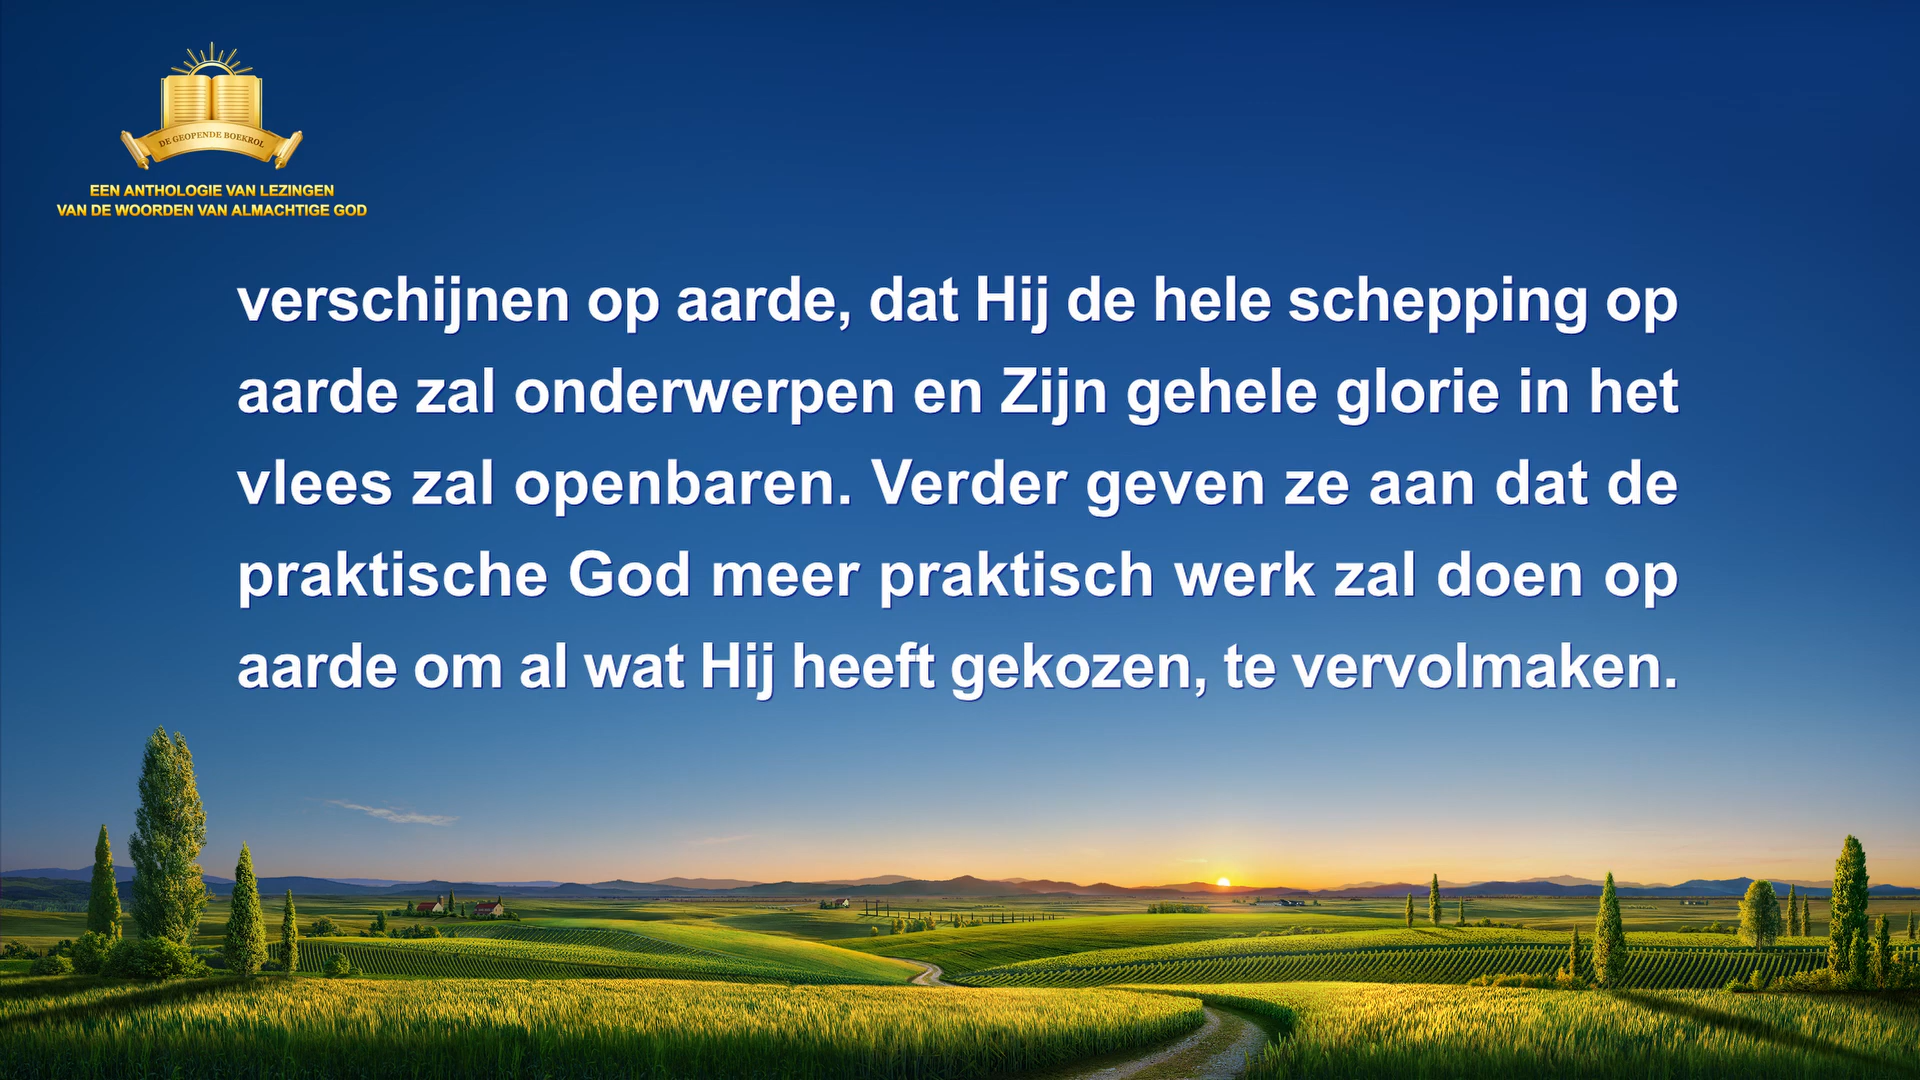 DE GEOPENDE BOEKROL
EEN ANTHOLOGIE VAN LEZINGEN
VAN DE WOORDEN VAN ALMACHTIGE GOD
verschijnen op aarde, dat Hij de hele schepping op
aarde zal onderwerpen en Zijn gehele glorie in het
vlees zal openbaren. Verder geven ze aan dat de
praktische God meer praktisch werk zal doen op
aarde om al wat Hij heeft gekozen, te vervolmaken.